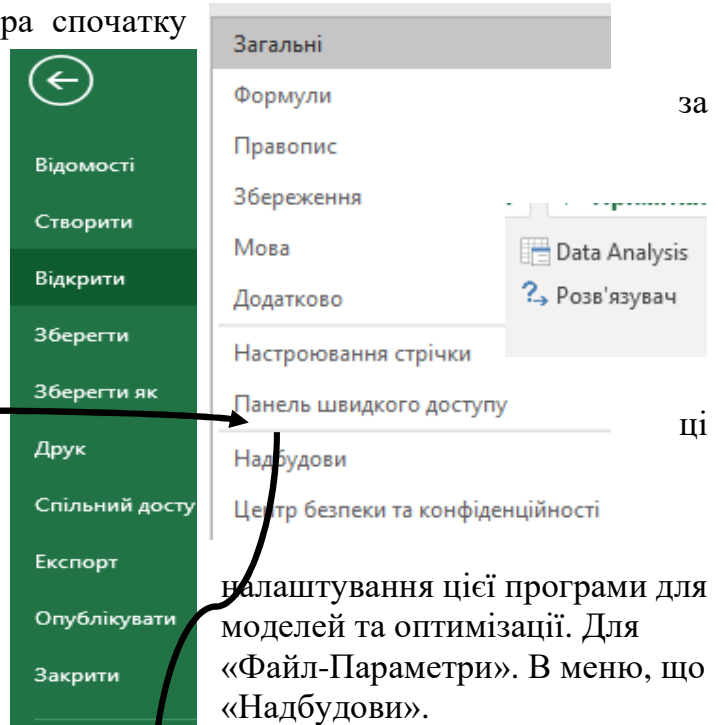 ра спочатку
Відомості
Створити
Відкрити
Зберегти
Зберегти як
Друк
Спільний досту
Експорт
Опублікувати
Закрити
Загальні
Формули
Правопис
Збереження
Мова
Додатково
Настроювання стрічки
Панель швидкого доступу
Надбудови
Центр безпеки та конфіденційності
за
Data Analysis
Розв'язувач
ці
налаштування цієї програми для
моделей та оптимізації. Для
«Файл-Параметри». В меню, що
«Надбудови».